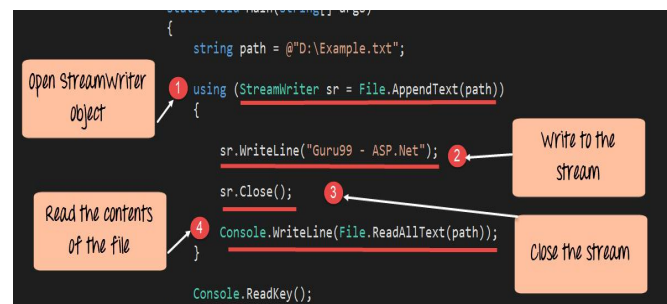 static void Main(string[] args)
{
string path = @"D:\Example.txt";
Open StreamWriter
object
1
using (StreamWriter sr = File.AppendText(path))
{
sr.WriteLine("Guru99 - ASP.Net");
2
Write to the
stream
sr.Close();
3
Read the contents
of the file
4
Console.WriteLine(File.ReadAllText(path));
}
Close the stream
Console.ReadKey();